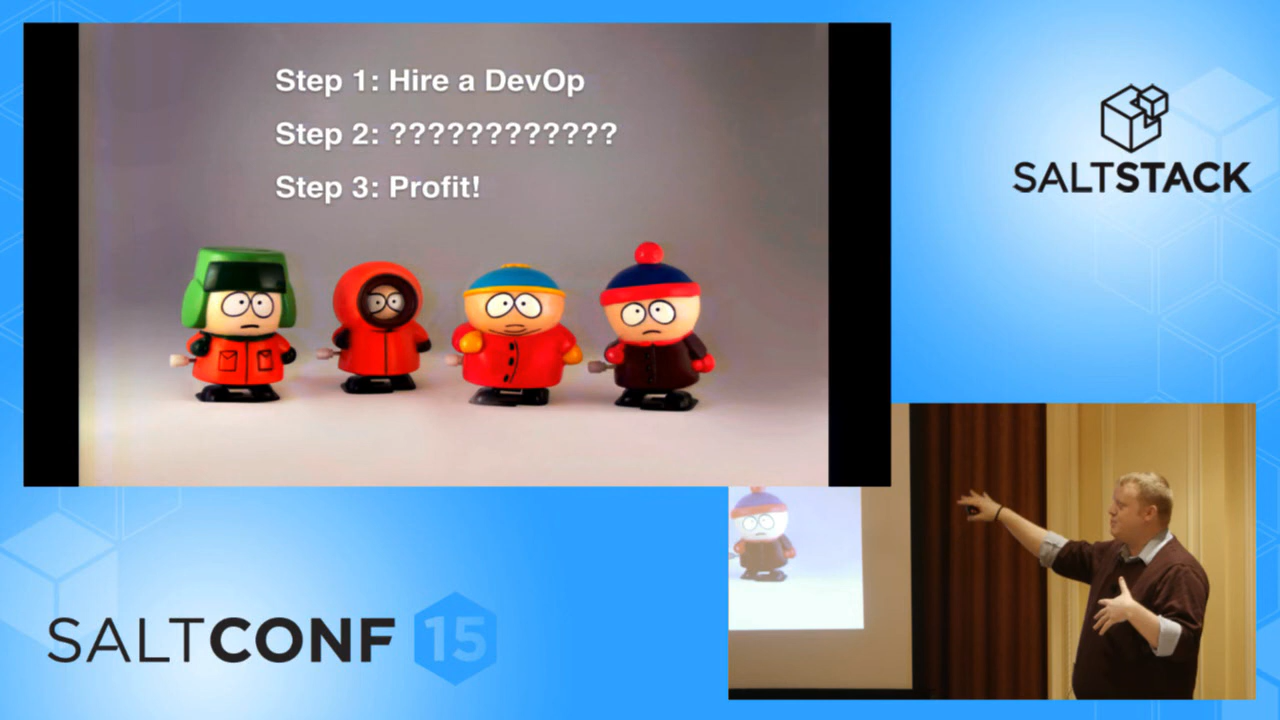 Step 1: Hire a DevOp
Step 2: ????????????
Step 3: Profit!
SALTSTACK
SALTCONF 15